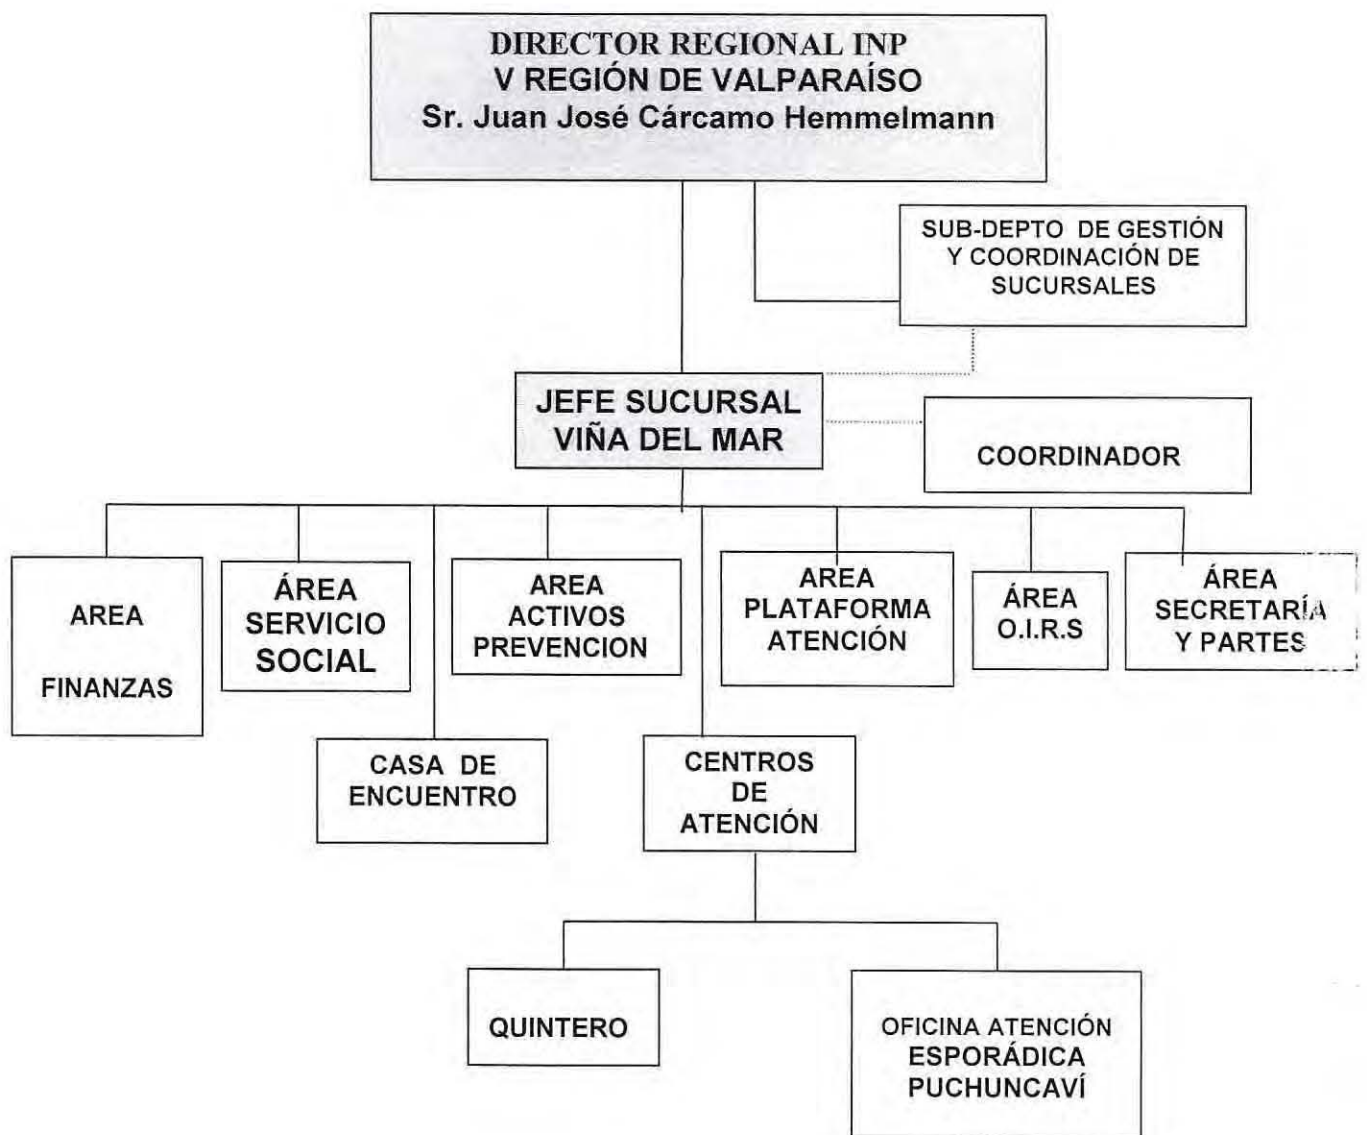 DIRECTOR REGIONAL INP
V REGIÓN DE VALPARAÍSO
Sr. Juan José Cárcamo Hemmelmann
SUB-DEPTO DE GESTIÓN
Y COORDINACIÓN DE
SUCURSALES
JEFE SUCURSAL
VIÑA DEL MAR
COORDINADOR
AREA
FINANZAS
ÁREA
SERVICIO
SOCIAL
AREA
ACTIVOS
PREVENCION
AREA
PLATAFORMA
ATENCIÓN
ÁREA
O.I.R.S
ÁREA
SECRETARÍA
Y PARTES
CASA DE
ENCUENTRO
CENTROS
DE
ATENCIÓN
QUINTERO
OFICINA ATENCIÓN
ESPORÁDICA
PUCHUNCAVÍ